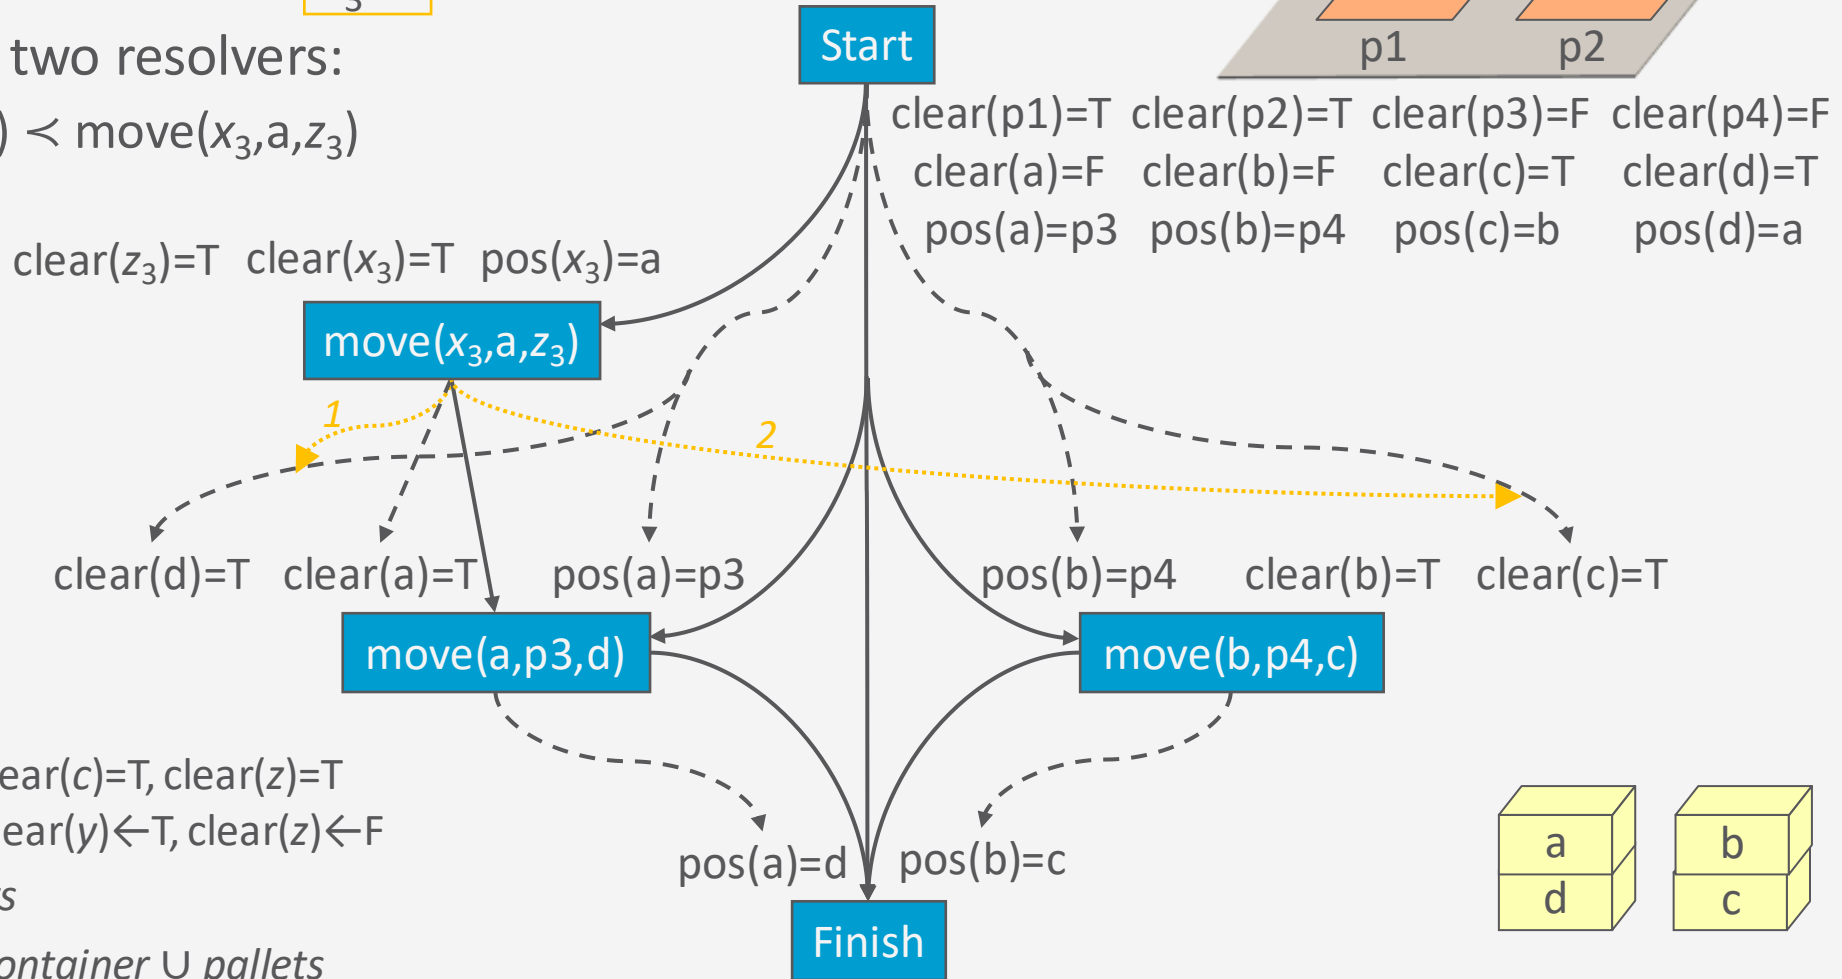 3
Start
p1 p2
two resolvers:
) ≺ move(x₃,a,z₃)
clear(p1)=T clear(p2)=T clear(p3)=F clear(p4)=F
clear(a)=F clear(b)=F clear(c)=T clear(d)=T
pos(a)=p3 pos(b)=p4 pos(c)=b pos(d)=a
clear(z₃)=T clear(x₃)=T pos(x₃)=a
move(x₃,a,z₃)
1
2
clear(d)=T clear(a)=T pos(a)=p3 pos(b)=p4 clear(b)=T clear(c)=T
move(a,p3,d) move(b,p4,c)
ear(c)=T, clear(z)=T
ear(y)←T, clear(z)←F
pos(a)=d pos(b)=c
a b
d c
Finish
ontainer ∪ pallets